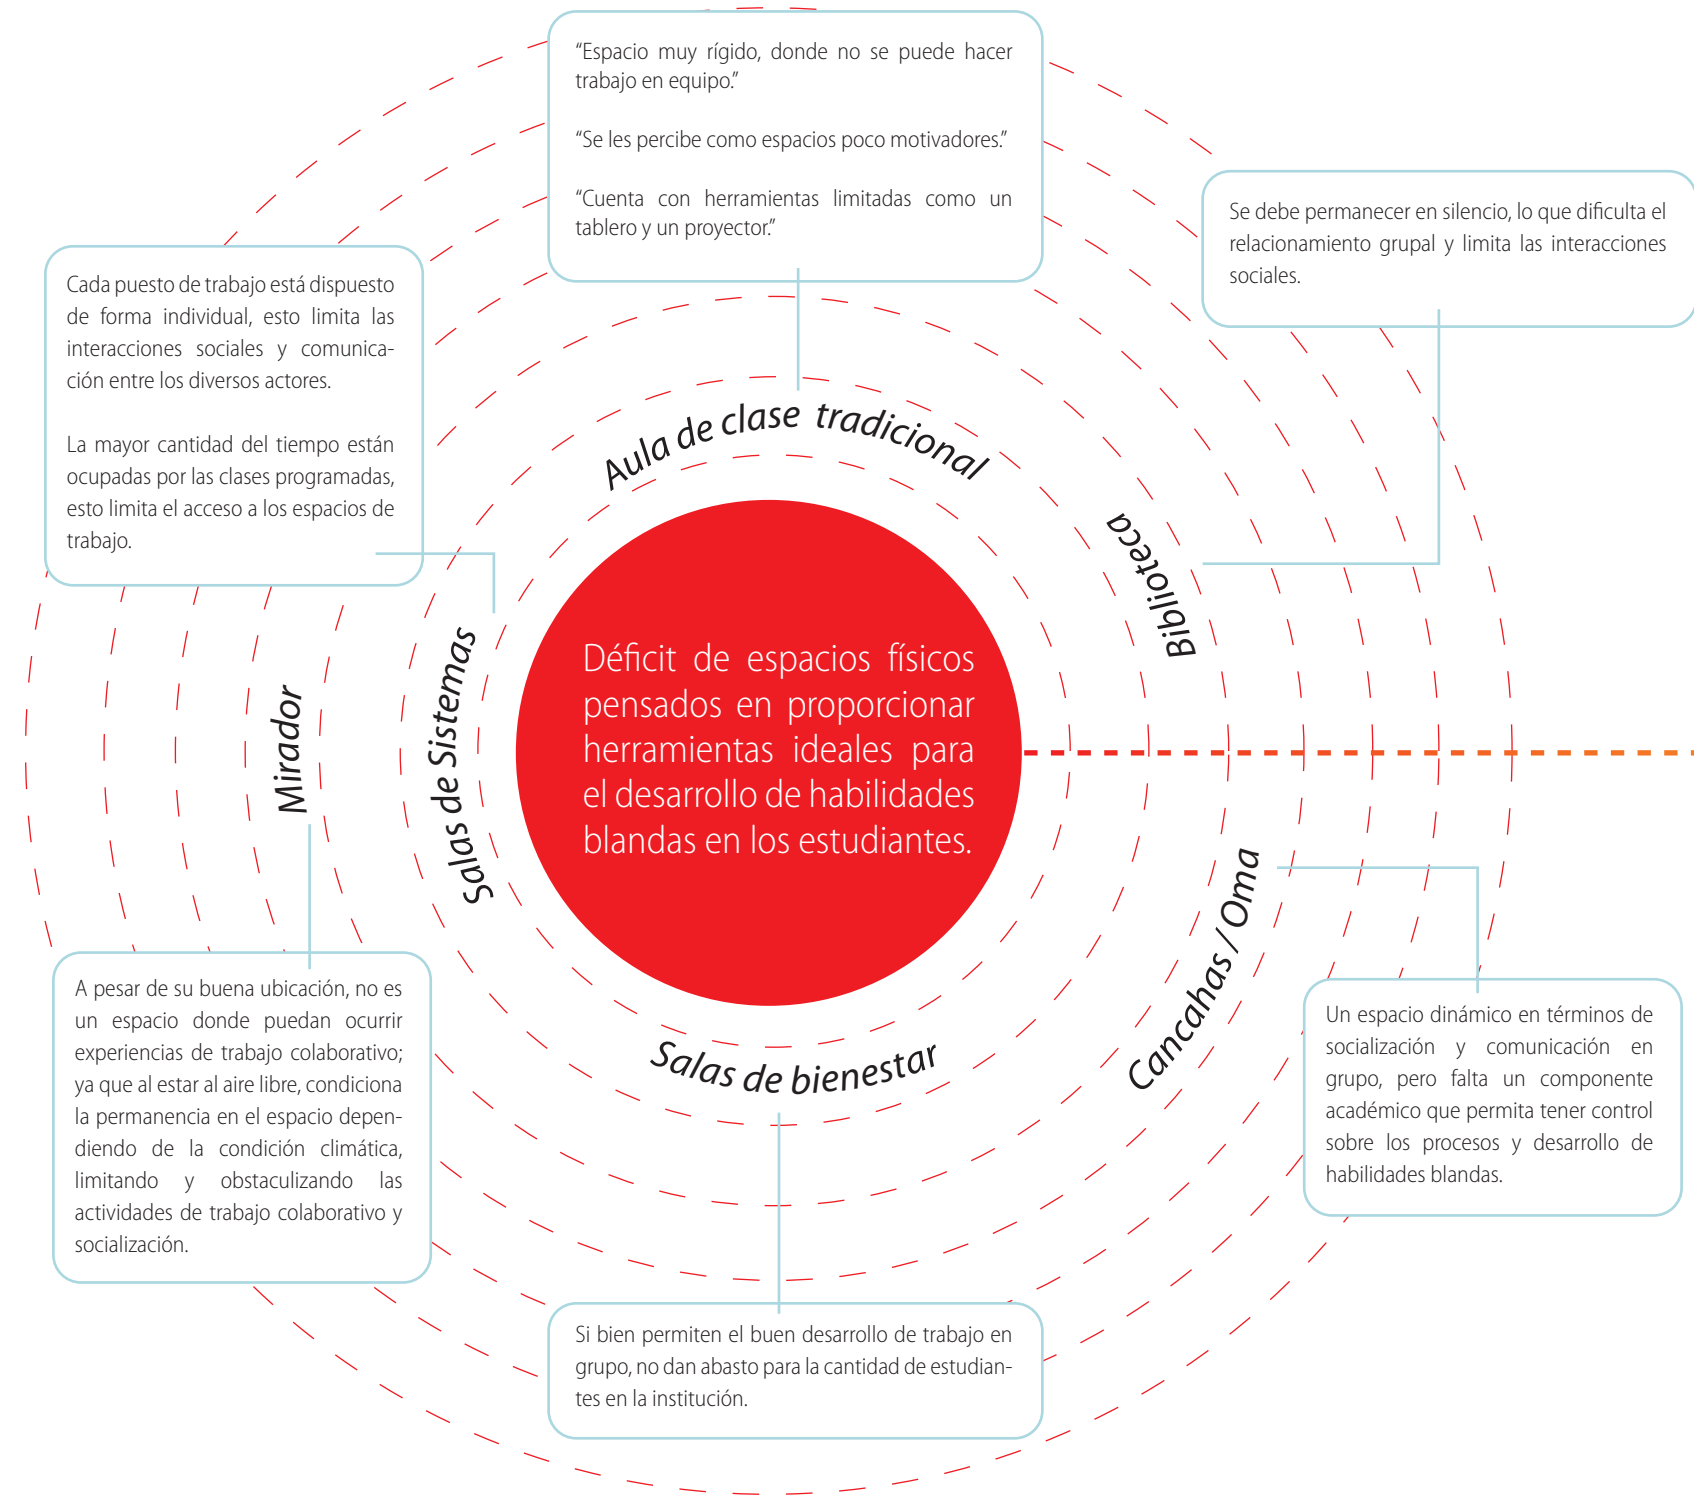 “Espacio muy rígido, donde no se puede hacer
trabajo en equipo.”
“Se les percibe como espacios poco motivadores.”
“Cuenta con herramientas limitadas como un
tablero y un proyector.”
Se debe permanecer en silencio, lo que dificulta el
relacionamiento grupal y limita las interacciones
sociales.
Cada puesto de trabajo está dispuesto
de forma individual, esto limita las
interacciones sociales y comunica-
ción entre los diversos actores.
La mayor cantidad del tiempo están
ocupadas por las clases programadas,
esto limita el acceso a los espacios de
trabajo.
Aula de clase tradicional
Biblioteca
Salas de Sistemas
Mirador
Déficit de espacios físicos
pensados en proporcionar
herramientas ideales para
el desarrollo de habilidades
blandas en los estudiantes.
Cancahas / Oma
Salas de bienestar
A pesar de su buena ubicación, no es
un espacio donde puedan ocurrir
experiencias de trabajo colaborativo;
ya que al estar al aire libre, condiciona
la permanencia en el espacio depen-
diendo de la condición climática,
limitando y obstaculizando las
actividades de trabajo colaborativo y
socialización.
Un espacio dinámico en términos de
socialización y comunicación en
grupo, pero falta un componente
académico que permita tener control
sobre los procesos y desarrollo de
habilidades blandas.
Si bien permiten el buen desarrollo de trabajo en
grupo, no dan abasto para la cantidad de estudian-
tes en la institución.